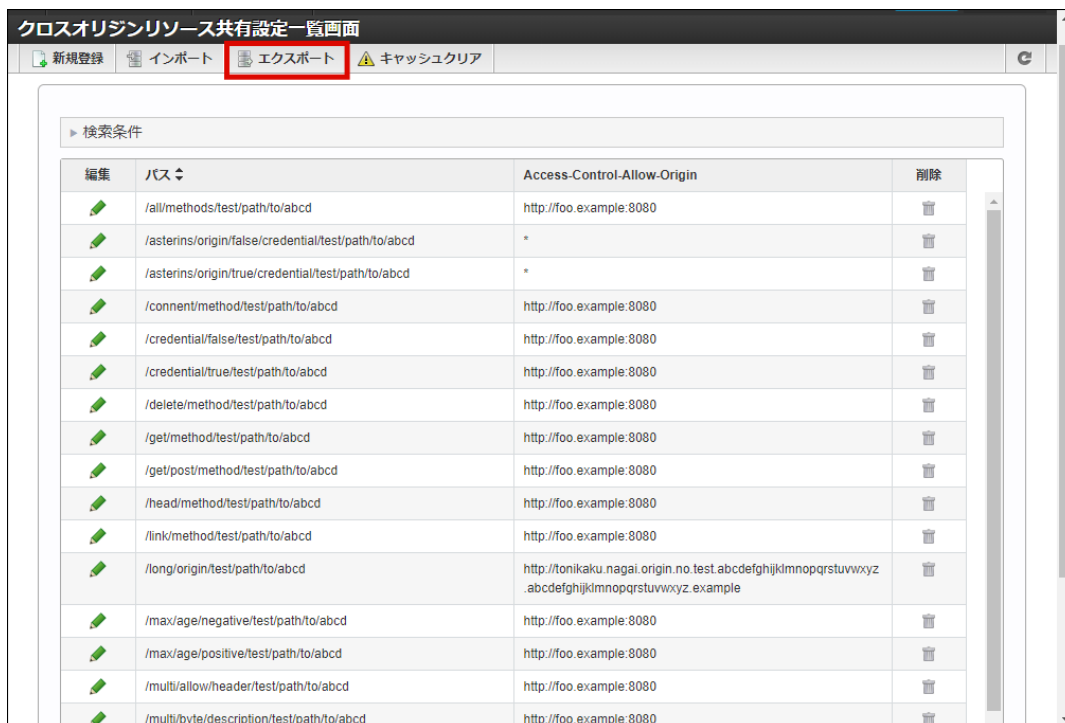 クロスオリジンリソース共有設定一覧画面
新規登録 インポート エクスポート キャッシュクリア
検索条件
編集 パス Access-Control-Allow-Origin 削除
/all/methods/test/path/to/abcd http://foo.example:8080
/asterins/origin/false/credential/test/path/to/abcd *
/asterins/origin/true/credential/test/path/to/abcd *
/connent/method/test/path/to/abcd http://foo.example:8080
/credential/false/test/path/to/abcd http://foo.example:8080
/credential/true/test/path/to/abcd http://foo.example:8080
/delete/method/test/path/to/abcd http://foo.example:8080
/get/method/test/path/to/abcd http://foo.example:8080
/get/post/method/test/path/to/abcd http://foo.example:8080
/head/method/test/path/to/abcd http://foo.example:8080
/link/method/test/path/to/abcd http://foo.example:8080
/long/origin/test/path/to/abcd http://tonikaku.nagai.origin.no.test.abcdefghijklmnopqrstuvwxyz
.abcdefghijklmnopqrstuvwxyz.example
/max/age/negative/test/path/to/abcd http://foo.example:8080
/max/age/positive/test/path/to/abcd http://foo.example:8080
/multi/allow/header/test/path/to/abcd http://foo.example:8080
/multi/byte/description/test/path/to/abcd http://foo.example:8080